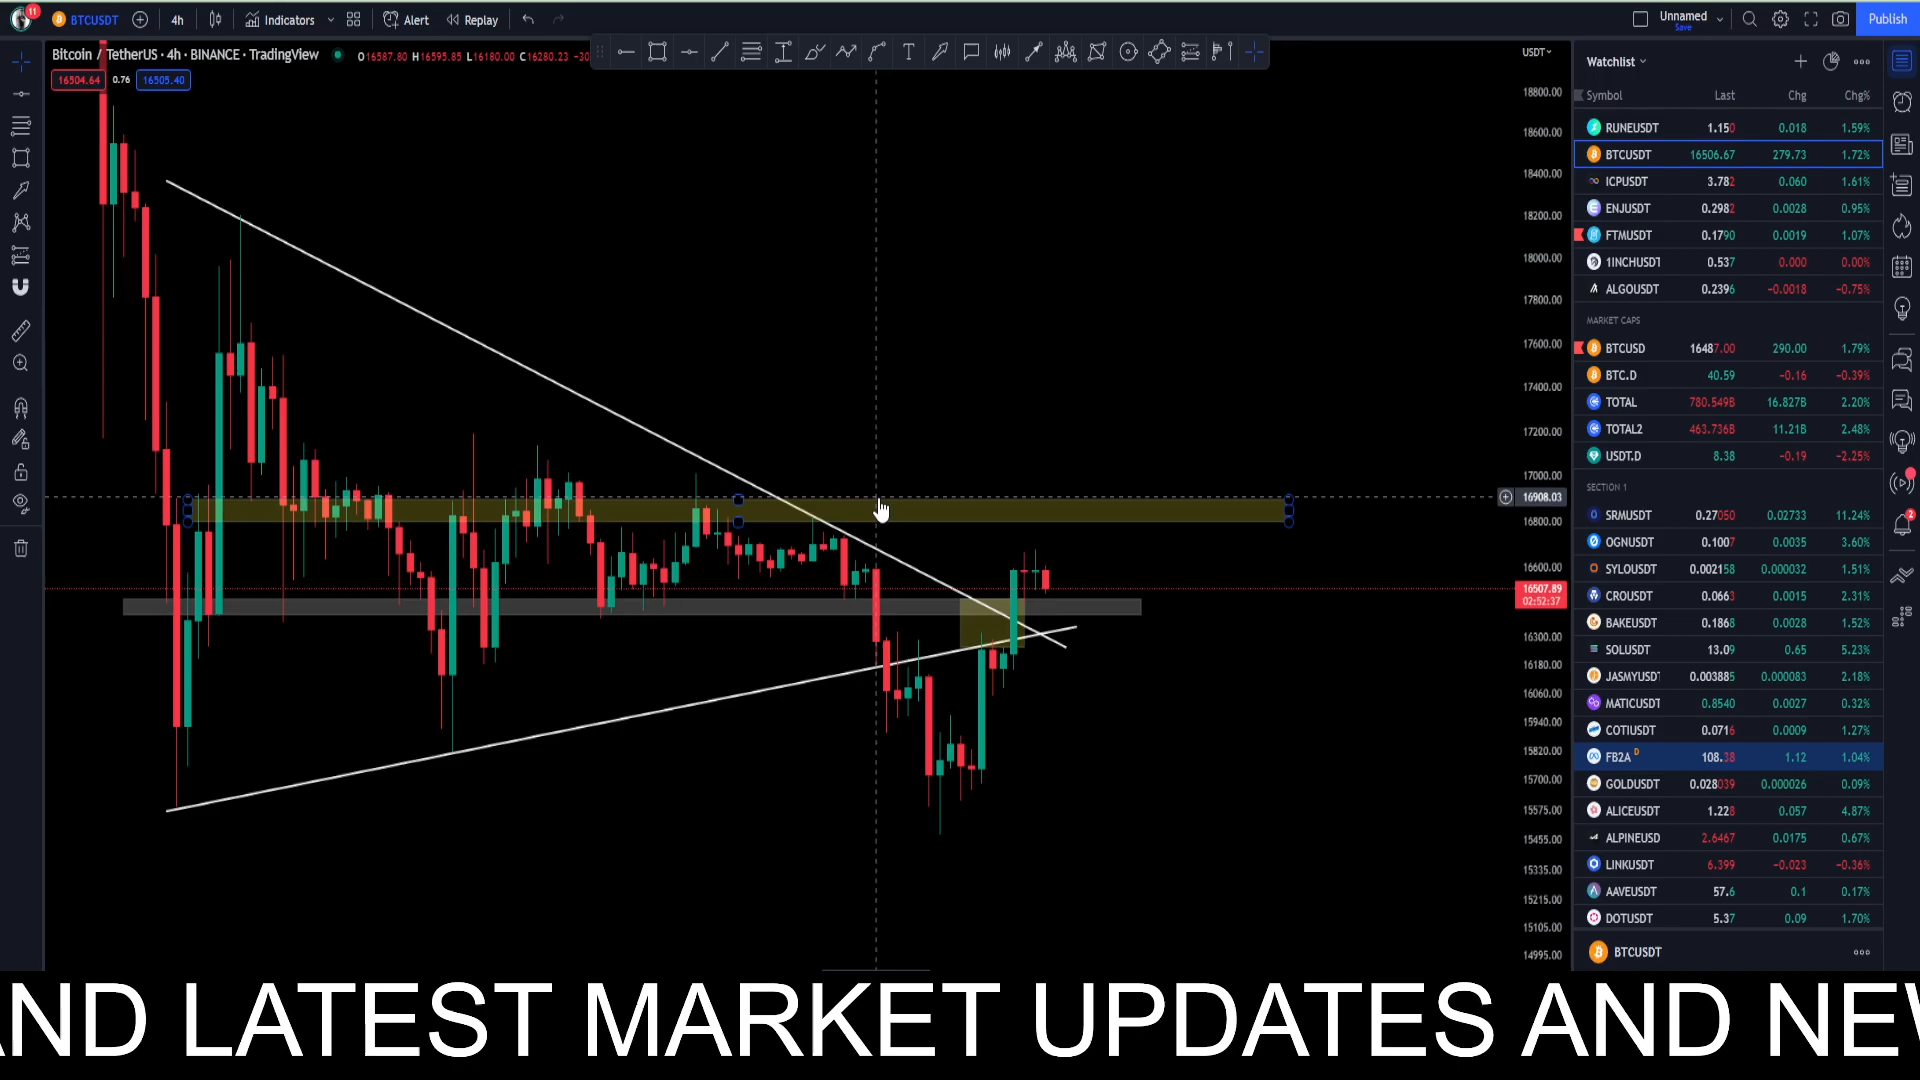 11
BTCUSDT
4h
Indicators
Alert
Replay
Unnamed
Save
Publish
Bitcoin / TetherUS · 4h · BINANCE · TradingView
O16587.80 H16595.85 L16180.00 C16280.23 -30
16504.64 0.76 16505.40
USDT
18800.00
18600.00
18400.00
18200.00
18000.00
17800.00
17600.00
17400.00
17200.00
17000.00
16908.03
16800.00
16600.00
16507.89
02:52:37
16300.00
16180.00
16060.00
15940.00
15820.00
15700.00
15575.00
15455.00
15335.00
15215.00
15105.00
14995.00
Watchlist
Symbol Last Chg Chg%
RUNEUSDT 1.150 0.018 1.59%
BTCUSDT 16506.67 279.73 1.72%
ICPUSDT 3.782 0.060 1.61%
ENJUSDT 0.2982 0.0028 0.95%
FTMUSDT 0.1790 0.0019 1.07%
1INCHUSDT 0.537 0.000 0.00%
ALGOUSDT 0.2396 -0.0018 -0.75%
MARKET CAPS
BTCUSD 16487.00 290.00 1.79%
BTC.D 40.59 -0.16 -0.39%
TOTAL 780.549B 16.827B 2.20%
TOTAL2 463.736B 11.21B 2.48%
USDT.D 8.38 -0.19 -2.25%
SECTION 1
SRMUSDT 0.27050 0.02733 11.24%
OGNUSDT 0.1007 0.0035 3.60%
SYLOUSDT 0.002158 0.000032 1.51%
CROUSDT 0.0663 0.0015 2.31%
BAKEUSDT 0.1868 0.0028 1.52%
SOLUSDT 13.09 0.65 5.23%
JASMYUSDT 0.003885 0.000083 2.18%
MATICUSDT 0.8540 0.0027 0.32%
COTIUSDT 0.0716 0.0009 1.27%
FB2A D 108.38 1.12 1.04%
GOLDUSDT 0.028039 0.000026 0.09%
ALICEUSDT 1.228 0.057 4.87%
ALPINEUSD 2.6467 0.0175 0.67%
LINKUSDT 6.399 -0.023 -0.36%
AAVEUSDT 57.6 0.1 0.17%
DOTUSDT 5.37 0.09 1.70%
BTCUSDT
2
AND LATEST MARKET UPDATES AND NEW